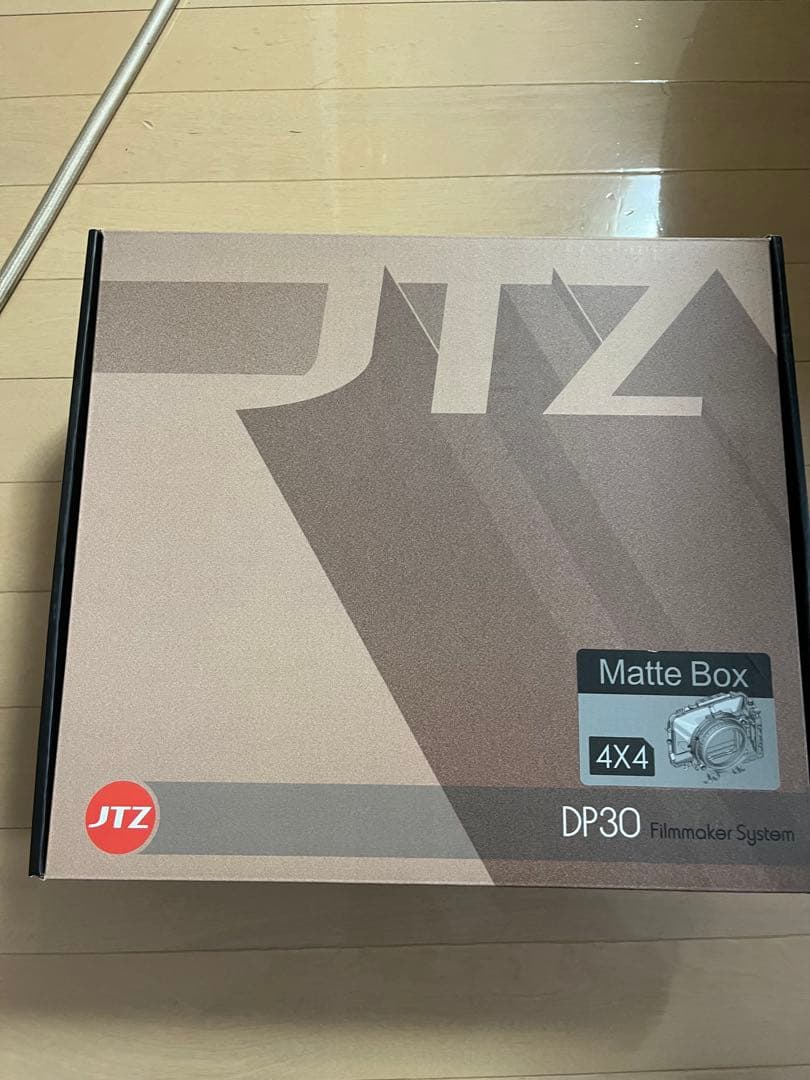 JTZ
Matte Box
4X4
JTZ
DP30 Filmmaker System